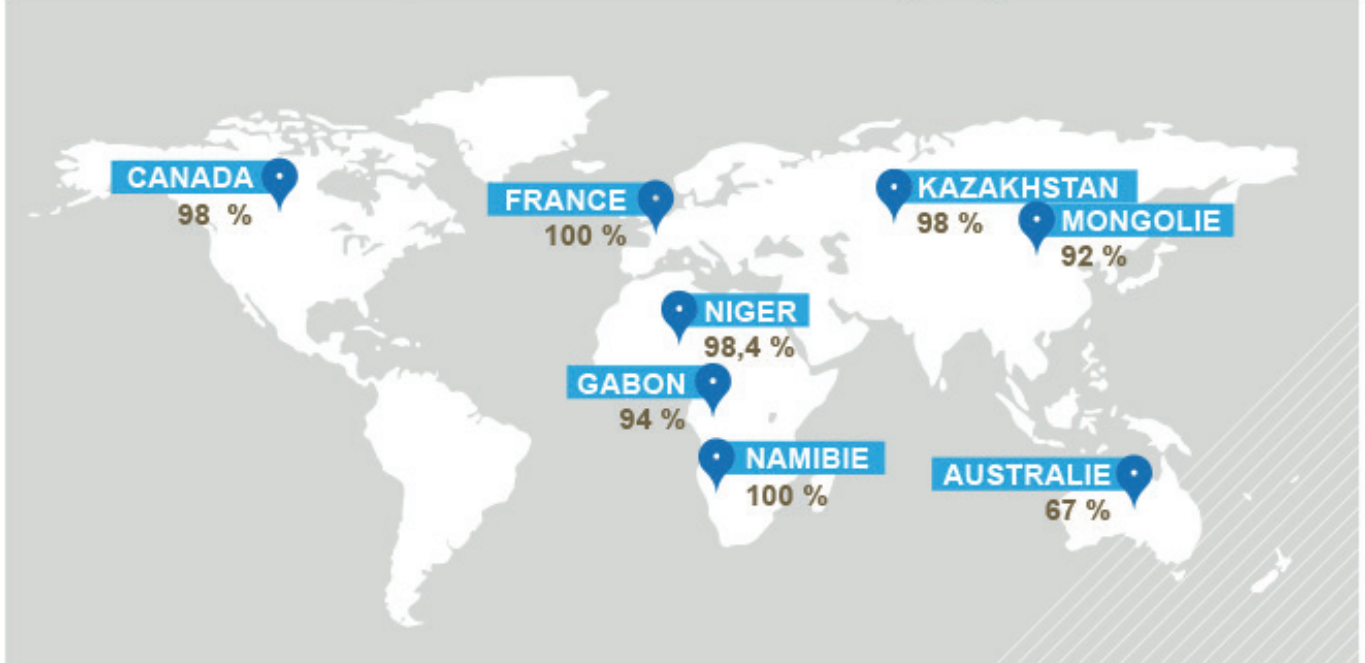 CANADA
98 %
FRANCE
100 %
KAZAKHSTAN
98 %
MONGOLIE
92 %
NIGER
98,4 %
GABON
94 %
NAMIBIE
100 %
AUSTRALIE
67 %